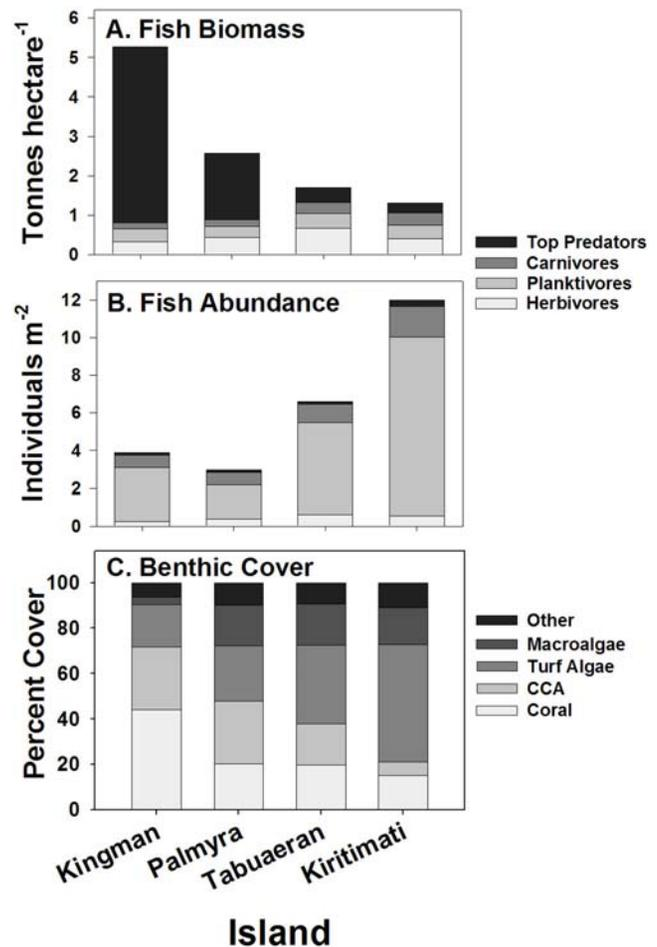 A. Fish Biomass
Tonnes hectare-1
6
5
4
3
2
1
0
Top Predators
Carnivores
Planktivores
Herbivores
B. Fish Abundance
Individuals m-2
12
10
8
6
4
2
0
C. Benthic Cover
Percent Cover
100
80
60
40
20
0
Other
Macroalgae
Turf Algae
CCA
Coral
Kingman
Palmyra
Tabuaeran
Kiritimati
Island